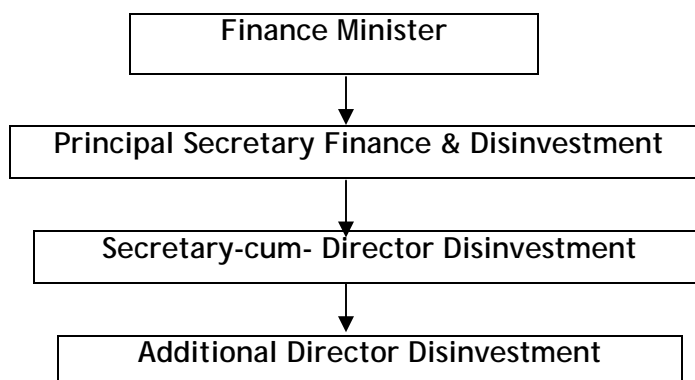 Finance Minister
Principal Secretary Finance & Disinvestment
Secretary-cum- Director Disinvestment
Additional Director Disinvestment